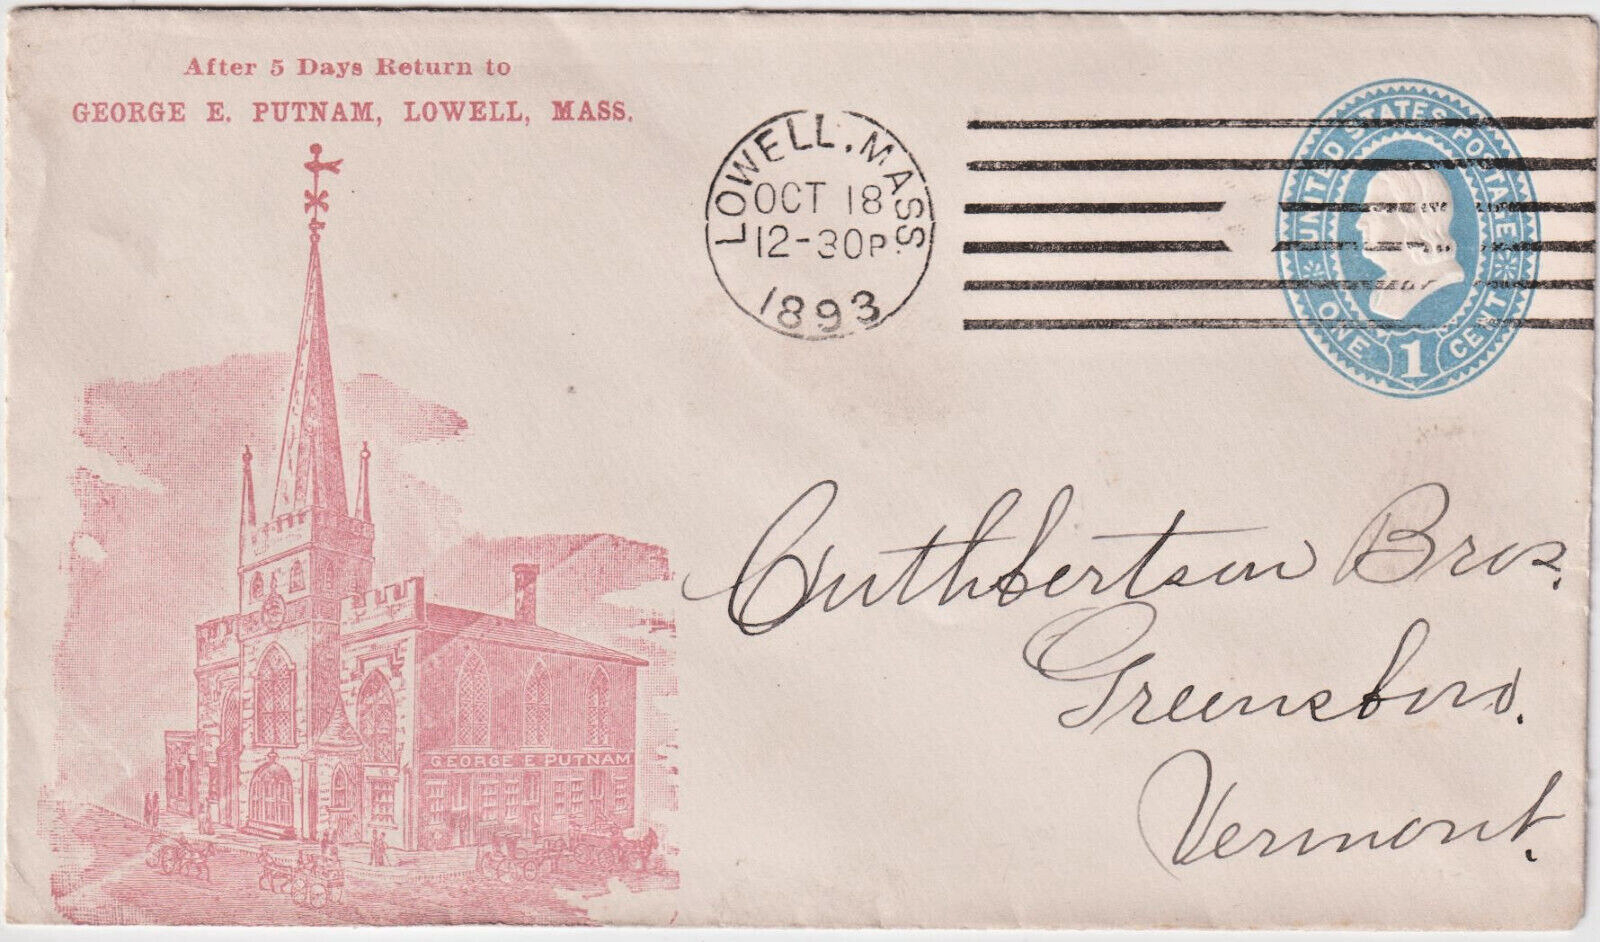 After 5 Days Return to
GEORGE E. PUTNAM, LOWELL, MASS.
LOWELL, MASS.
OCT 18
12-30P
1893
UNITED STATES POSTAGE
ONE 1 CENT
GEORGE E PUTNAM
Cuthbertson Bros.
Greensboro.
Vermont.